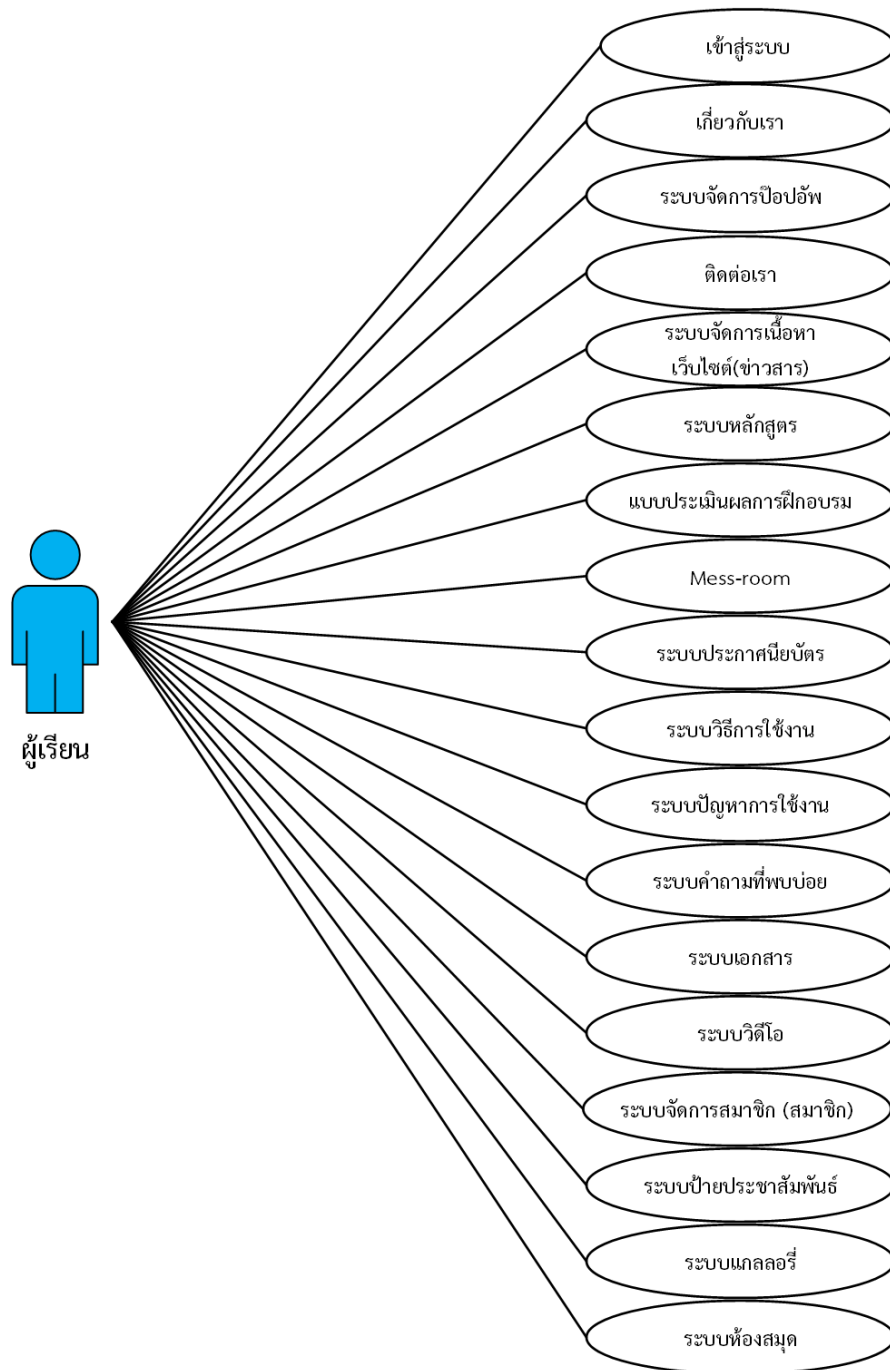 เข้าสู่ระบบ
เกี่ยวกับเรา
ระบบจัดการป๊อปอัพ
ติดต่อเรา
ระบบจัดการเนื้อหา
เว็บไซต์(ข่าวสาร)
ระบบหลักสูตร
แบบประเมินผลการฝึกอบรม
Mess-room
ระบบประกาศนียบัตร
ระบบวิธีการใช้งาน
ระบบปัญหาการใช้งาน
ระบบคำถามที่พบบ่อย
ระบบเอกสาร
ระบบวิดีโอ
ระบบจัดการสมาชิก (สมาชิก)
ระบบป้ายประชาสัมพันธ์
ระบบแกลลอรี่
ระบบห้องสมุด
ผู้เรียน